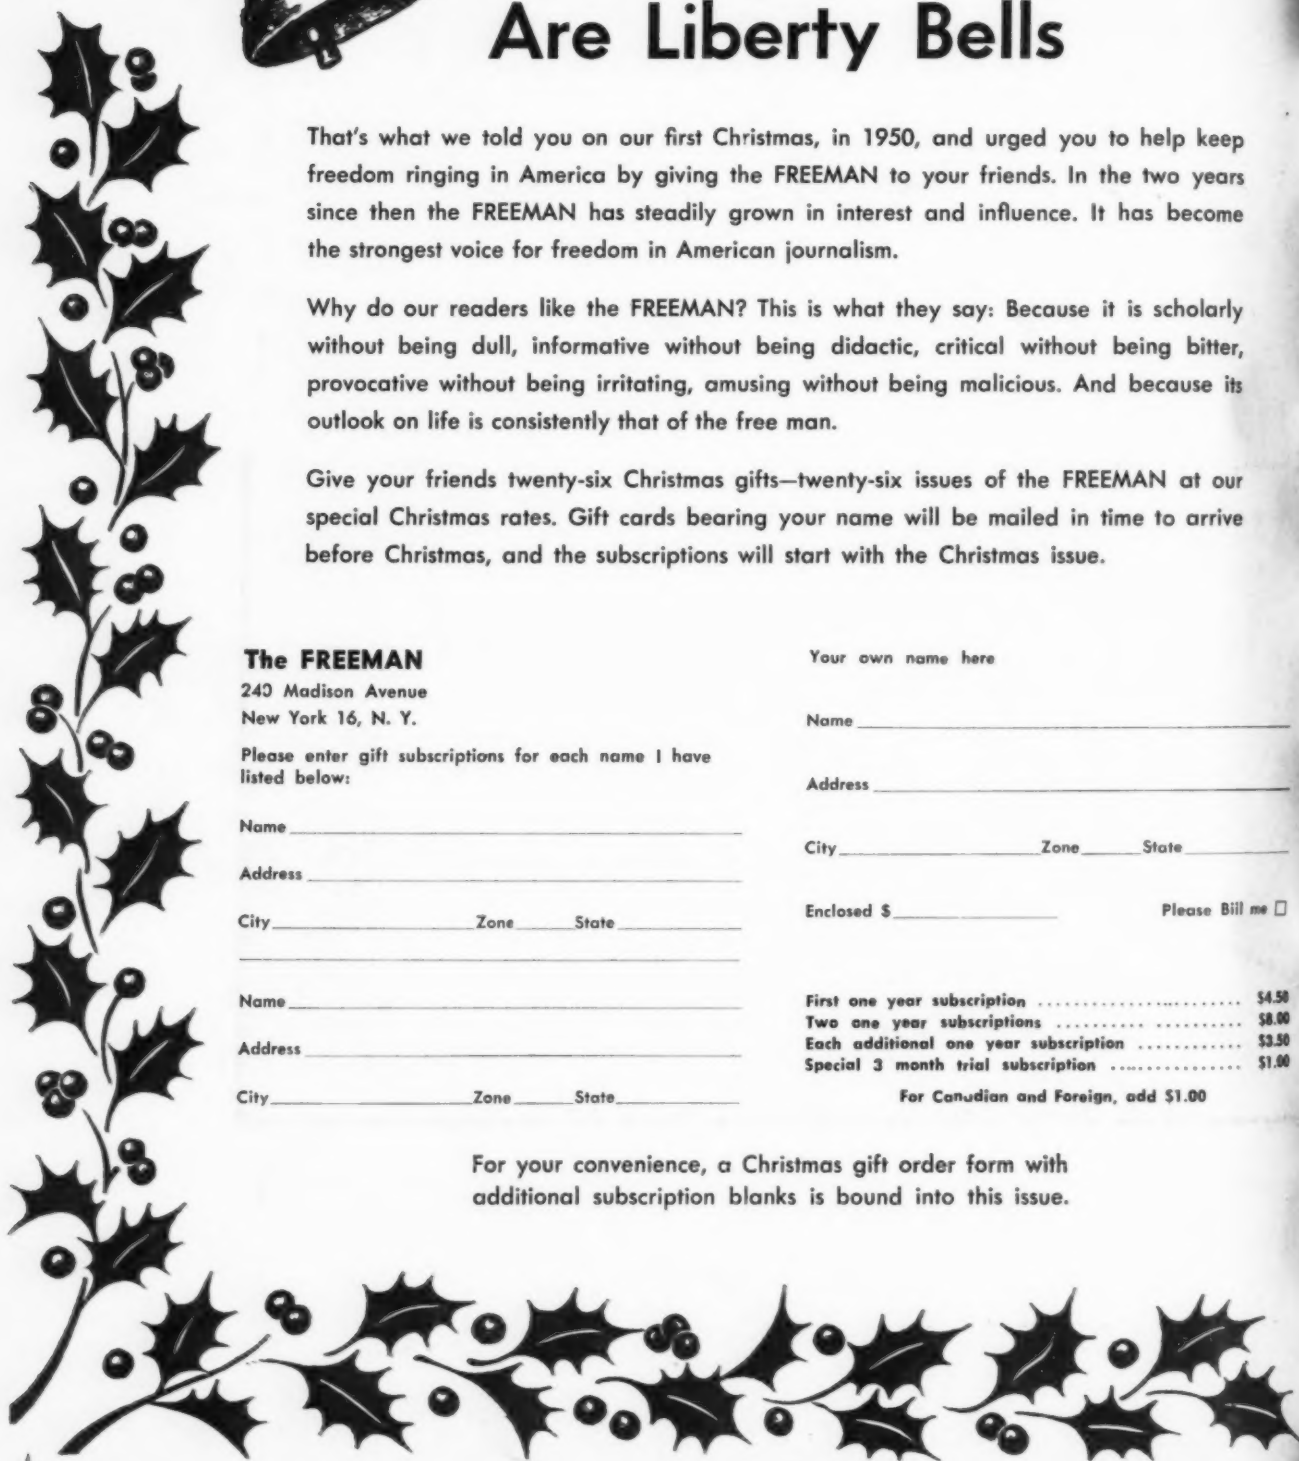 Are Liberty Bells
That's what we told you on our first Christmas, in 1950, and urged you to help keep
freedom ringing in America by giving the FREEMAN to your friends. In the two years
since then the FREEMAN has steadily grown in interest and influence. It has become
the strongest voice for freedom in American journalism.
Why do our readers like the FREEMAN? This is what they say: Because it is scholarly
without being dull, informative without being didactic, critical without being bitter,
provocative without being irritating, amusing without being malicious. And because its
outlook on life is consistently that of the free man.
Give your friends twenty-six Christmas gifts—twenty-six issues of the FREEMAN at our
special Christmas rates. Gift cards bearing your name will be mailed in time to arrive
before Christmas, and the subscriptions will start with the Christmas issue.
The FREEMAN
240 Madison Avenue
New York 16, N. Y.
Please enter gift subscriptions for each name I have
listed below:
Name
Address
City Zone State
Name
Address
City Zone State
Your own name here
Name
Address
City Zone State
Enclosed $ Please Bill me
First one year subscription $4.50
Two one year subscriptions $8.00
Each additional one year subscription $3.50
Special 3 month trial subscription $1.00
For Canadian and Foreign, add $1.00
For your convenience, a Christmas gift order form with
additional subscription blanks is bound into this issue.